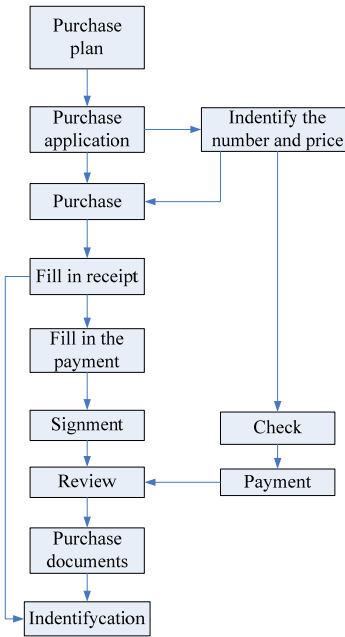 Purchase
plan
Purchase
application
Indentify the
number and price
Purchase
Fill in receipt
Fill in the
payment
Signment
Check
Review
Payment
Purchase
documents
Indentifycation